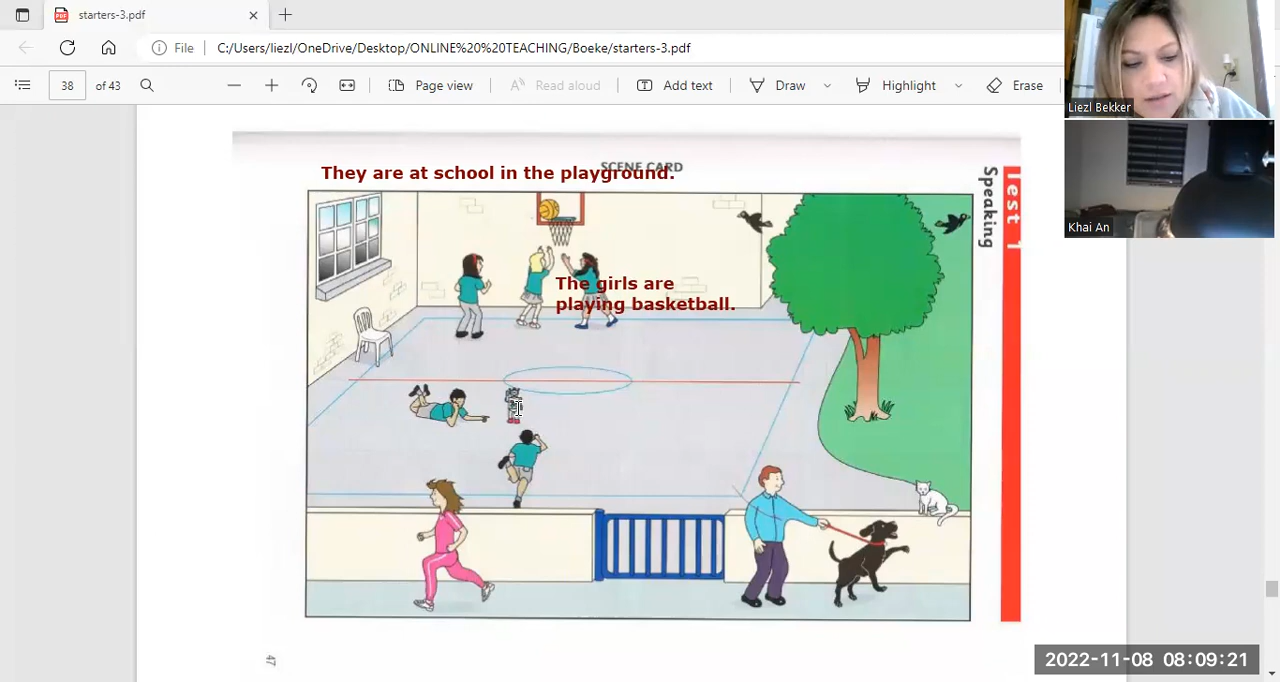 starters-3.pdf
File
C:/Users/liezl/OneDrive/Desktop/ONLINE%20%20TEACHING/Boeke/starters-3.pdf
38
of 43
Page view
Read aloud
Add text
Draw
Highlight
Erase
Liezl Bekker
Khai An
SCENE CARD
They are at school in the playground.
Test 1
Speaking
The girls are
playing basketball.
47
2022-11-08 08:09:21